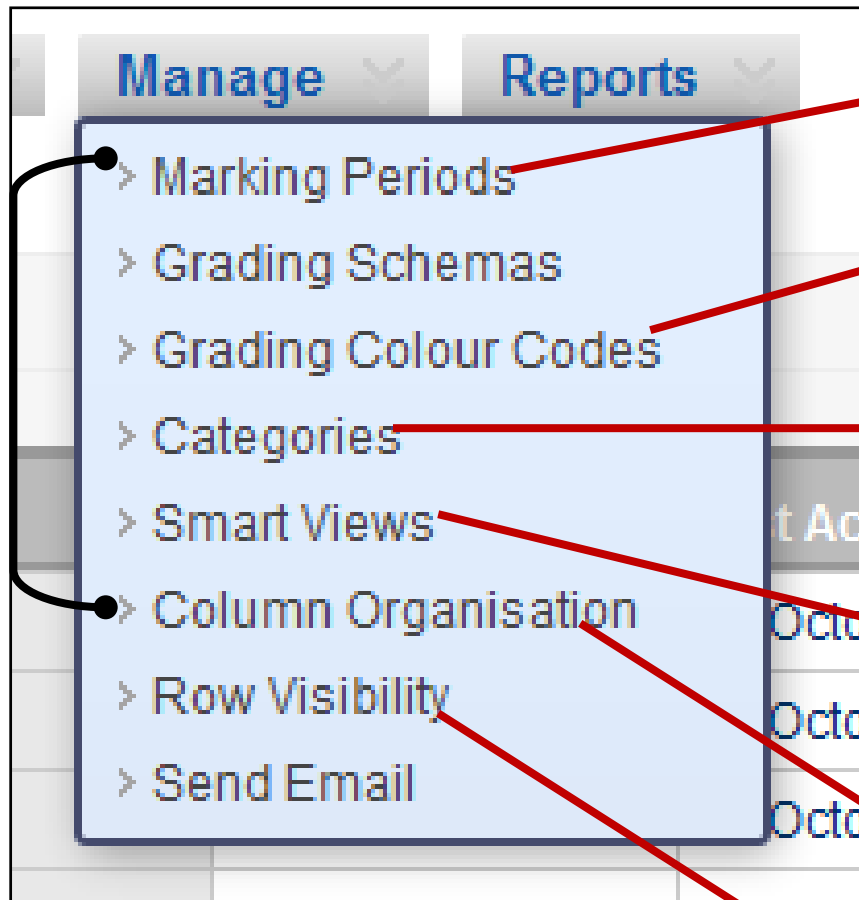 Manage Reports
Marking Periods
Grading Schemas
Grading Colour Codes
Categories
Smart Views
Column Organisation
Row Visibility
Send Email